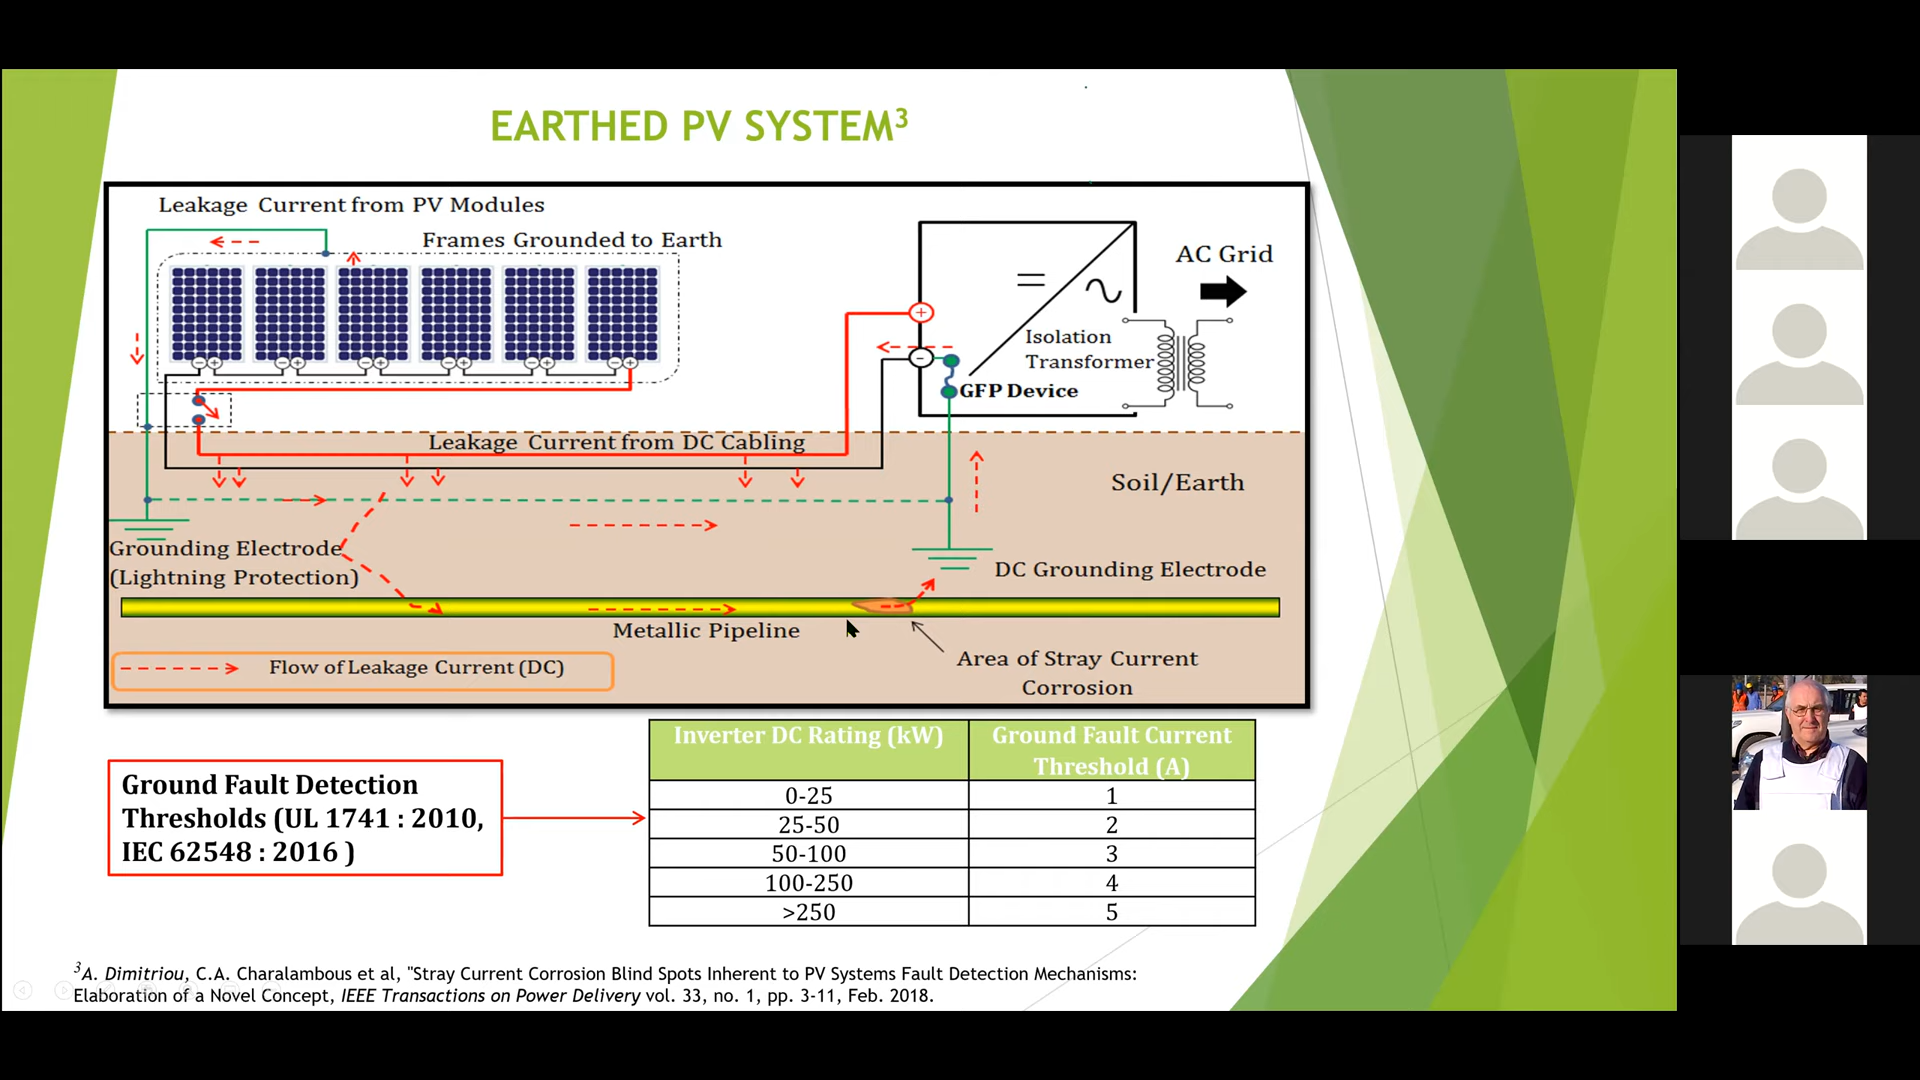 EARTHED PV SYSTEM³
Leakage Current from PV Modules
Frames Grounded to Earth
AC Grid
Isolation
Transformer
GFP Device
Leakage Current from DC Cabling
Soil/Earth
Grounding Electrode
(Lightning Protection)
DC Grounding Electrode
Metallic Pipeline
Area of Stray Current
Corrosion
Flow of Leakage Current (DC)
Ground Fault Detection
Thresholds (UL 1741 : 2010,
IEC 62548 : 2016 )
Inverter DC Rating (kW) Ground Fault Current
Threshold (A)
0-25 1
25-50 2
50-100 3
100-250 4
>250 5
³A. Dimitriou, C.A. Charalambous et al, "Stray Current Corrosion Blind Spots Inherent to PV Systems Fault Detection Mechanisms:
Elaboration of a Novel Concept, IEEE Transactions on Power Delivery vol. 33, no. 1, pp. 3-11, Feb. 2018.